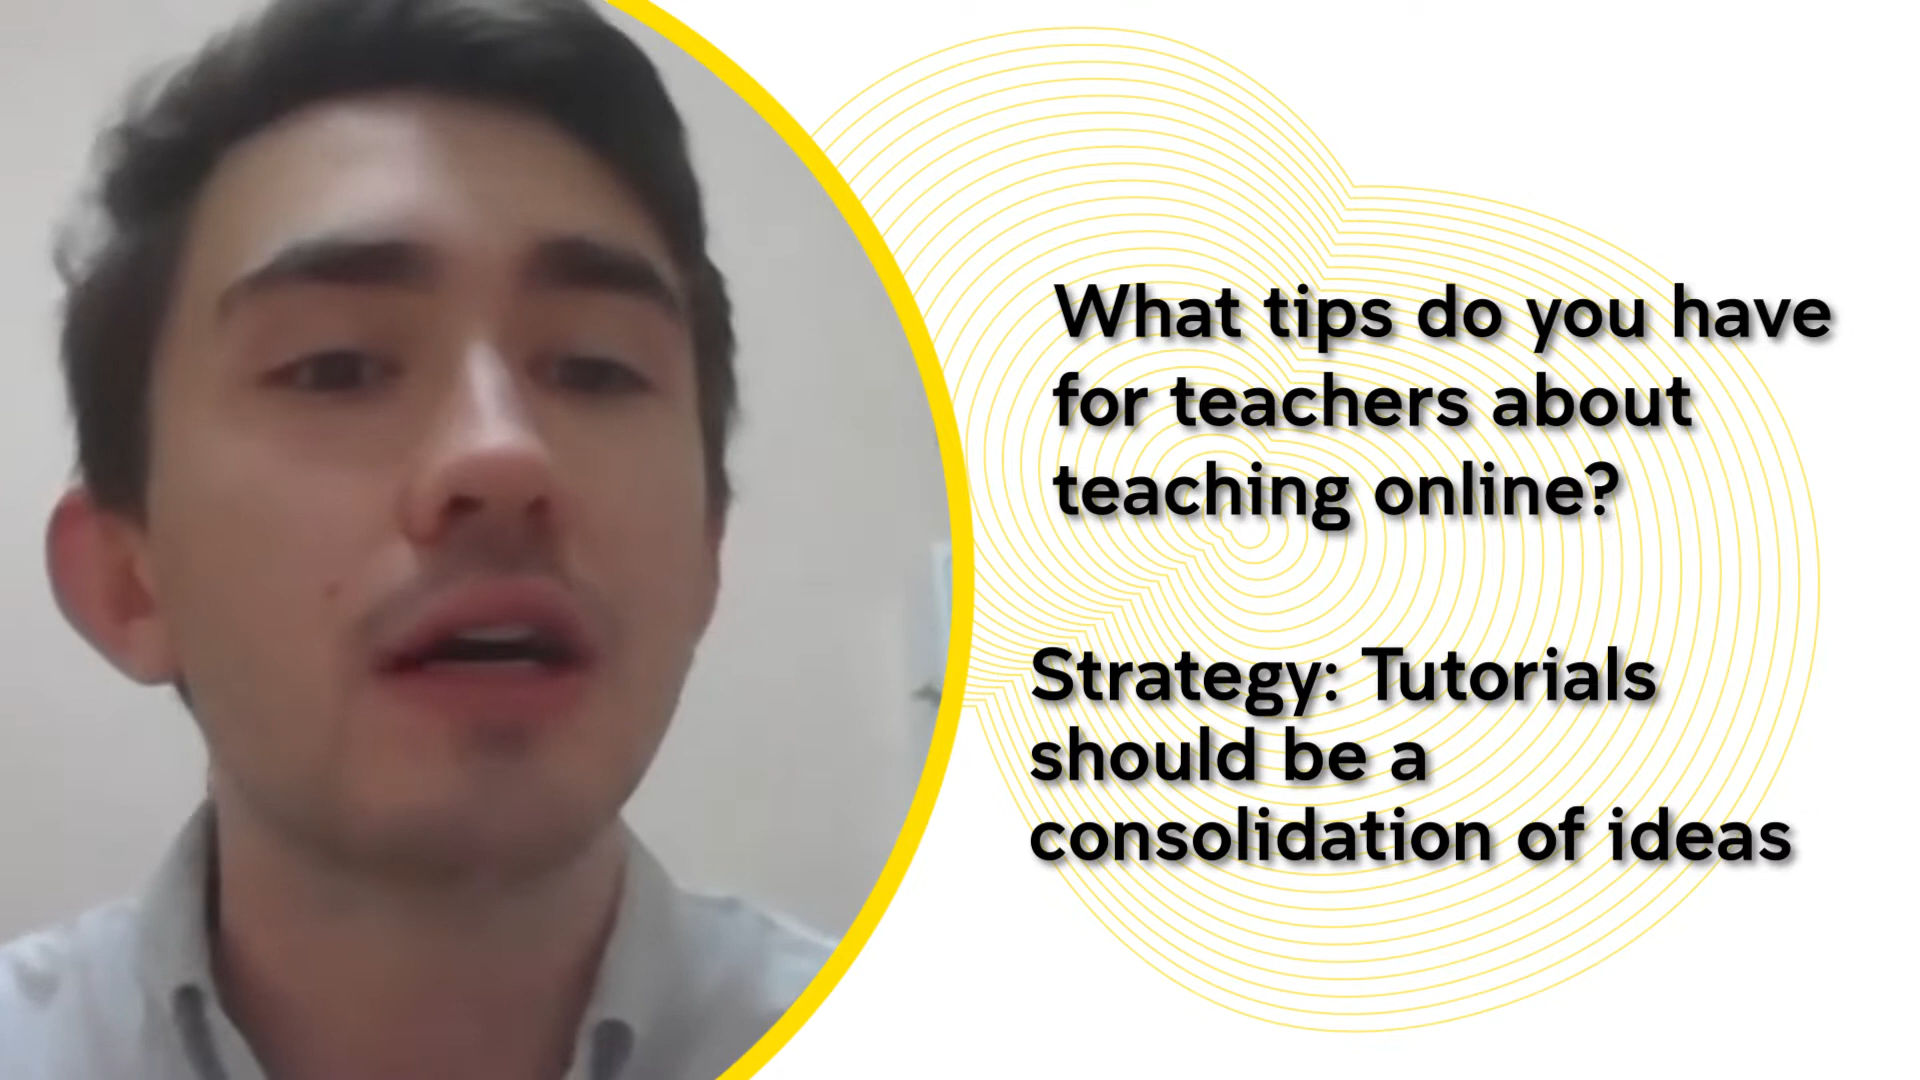 What tips do you have
for teachers about
teaching online?
Strategy: Tutorials
should be a
consolidation of ideas